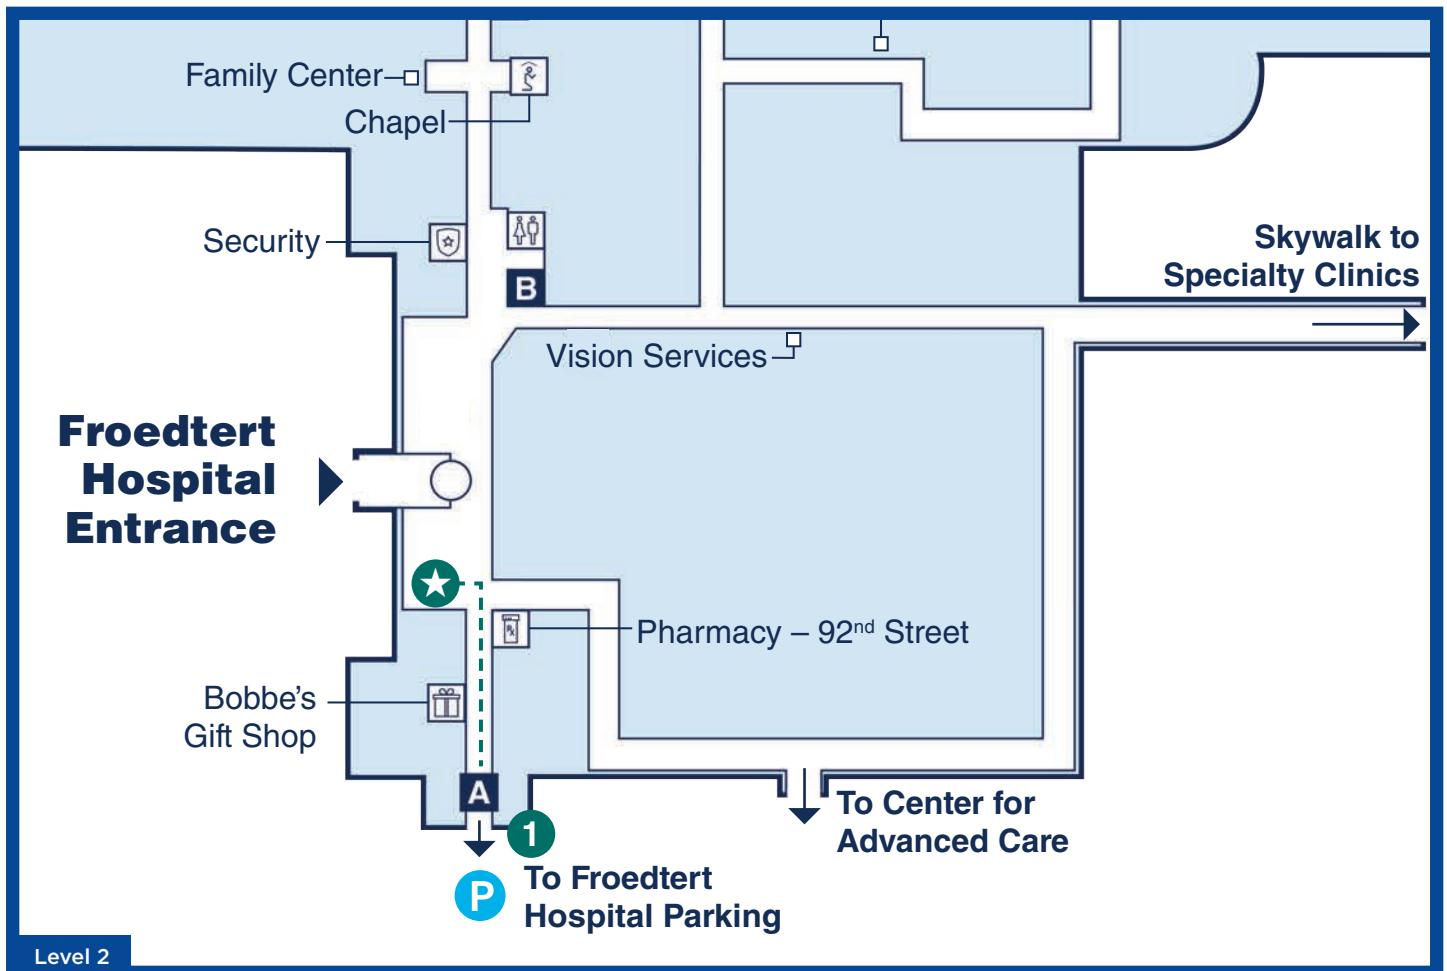 Family Center
Chapel
Security
B
Skywalk to
Specialty Clinics
Vision Services
Froedtert
Hospital
Entrance
Pharmacy – 92nd Street
Bobbe’s
Gift Shop
A
1
To Center for
Advanced Care
P
To Froedtert
Hospital Parking
Level 2